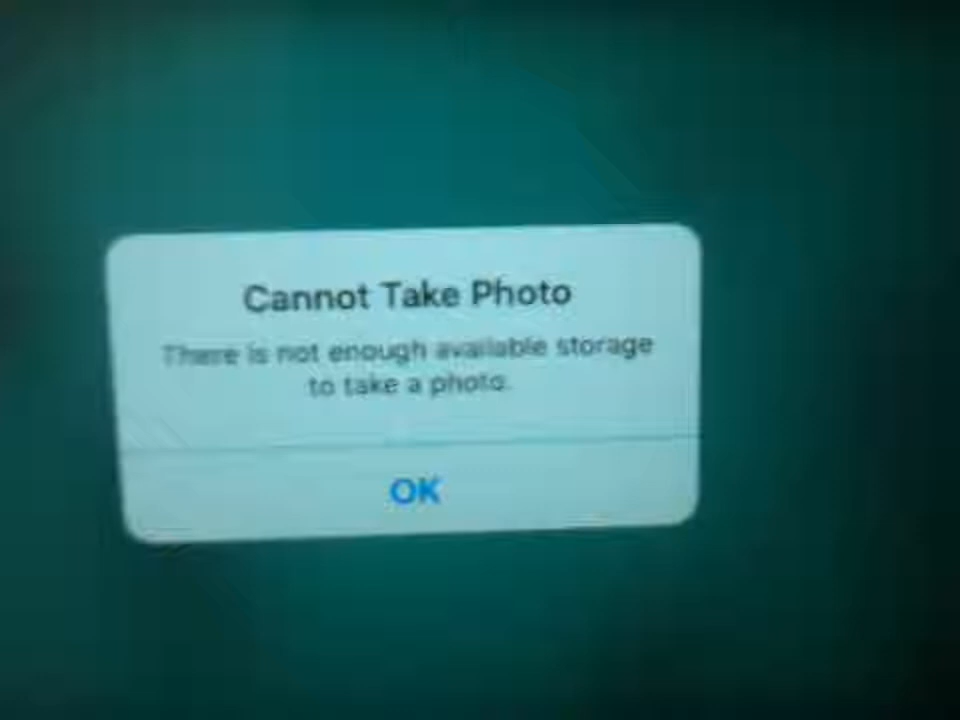 Cannot Take Photo
There is not enough available storage
to take a photo.
OK